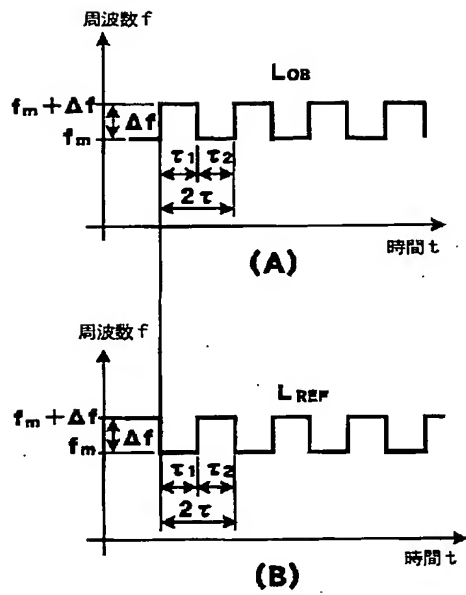 周波数 f
LOB
fm+Δf
Δf
fm
τ1 τ2
2τ
時間 t
(A)
周波数 f
LREF
fm+Δf
Δf
fm
τ1 τ2
2τ
時間 t
(B)